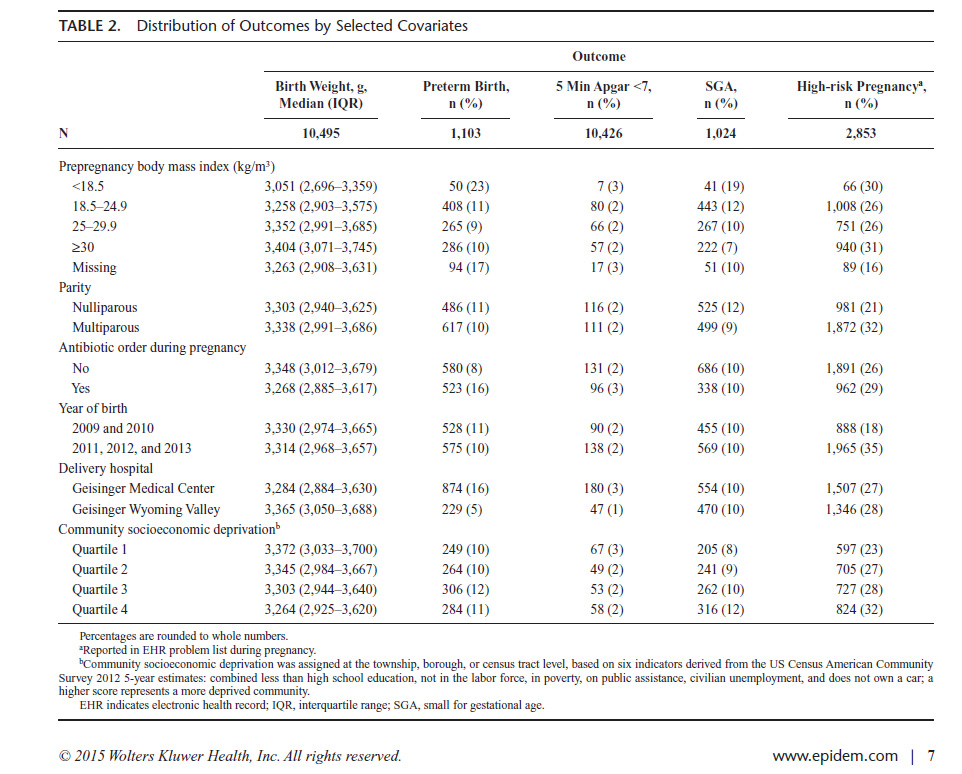 TABLE 2. Distribution of Outcomes by Selected Covariates
Outcome
Birth Weight, g, Preterm Birth, 5 Min Apgar <7, SGA, High-risk Pregnancyᵃ,
Median (IQR) n (%) n (%) n (%) n (%)
N 10,495 1,103 10,426 1,024 2,853
Prepregnancy body mass index (kg/m³)
<18.5 3,051 (2,696–3,359) 50 (23) 7 (3) 41 (19) 66 (30)
18.5–24.9 3,258 (2,903–3,575) 408 (11) 80 (2) 443 (12) 1,008 (26)
25–29.9 3,352 (2,991–3,685) 265 (9) 66 (2) 267 (10) 751 (26)
≥30 3,404 (3,071–3,745) 286 (10) 57 (2) 222 (7) 940 (31)
Missing 3,263 (2,908–3,631) 94 (17) 17 (3) 51 (10) 89 (16)
Parity
Nulliparous 3,303 (2,940–3,625) 486 (11) 116 (2) 525 (12) 981 (21)
Multiparous 3,338 (2,991–3,686) 617 (10) 111 (2) 499 (9) 1,872 (32)
Antibiotic order during pregnancy
No 3,348 (3,012–3,679) 580 (8) 131 (2) 686 (10) 1,891 (26)
Yes 3,268 (2,885–3,617) 523 (16) 96 (3) 338 (10) 962 (29)
Year of birth
2009 and 2010 3,330 (2,974–3,665) 528 (11) 90 (2) 455 (10) 888 (18)
2011, 2012, and 2013 3,314 (2,968–3,657) 575 (10) 138 (2) 569 (10) 1,965 (35)
Delivery hospital
Geisinger Medical Center 3,284 (2,884–3,630) 874 (16) 180 (3) 554 (10) 1,507 (27)
Geisinger Wyoming Valley 3,365 (3,050–3,688) 229 (5) 47 (1) 470 (10) 1,346 (28)
Community socioeconomic deprivationᵇ
Quartile 1 3,372 (3,033–3,700) 249 (10) 67 (3) 205 (8) 597 (23)
Quartile 2 3,345 (2,984–3,667) 264 (10) 49 (2) 241 (9) 705 (27)
Quartile 3 3,303 (2,944–3,640) 306 (12) 53 (2) 262 (10) 727 (28)
Quartile 4 3,264 (2,925–3,620) 284 (11) 58 (2) 316 (12) 824 (32)
Percentages are rounded to whole numbers.
ᵃReported in EHR problem list during pregnancy.
ᵇCommunity socioeconomic deprivation was assigned at the township, borough, or census tract level, based on six indicators derived from the US Census American Community
Survey 2012 5-year estimates: combined less than high school education, not in the labor force, in poverty, on public assistance, civilian unemployment, and does not own a car; a
higher score represents a more deprived community.
EHR indicates electronic health record; IQR, interquartile range; SGA, small for gestational age.
© 2015 Wolters Kluwer Health, Inc. All rights reserved. www.epidem.com | 7